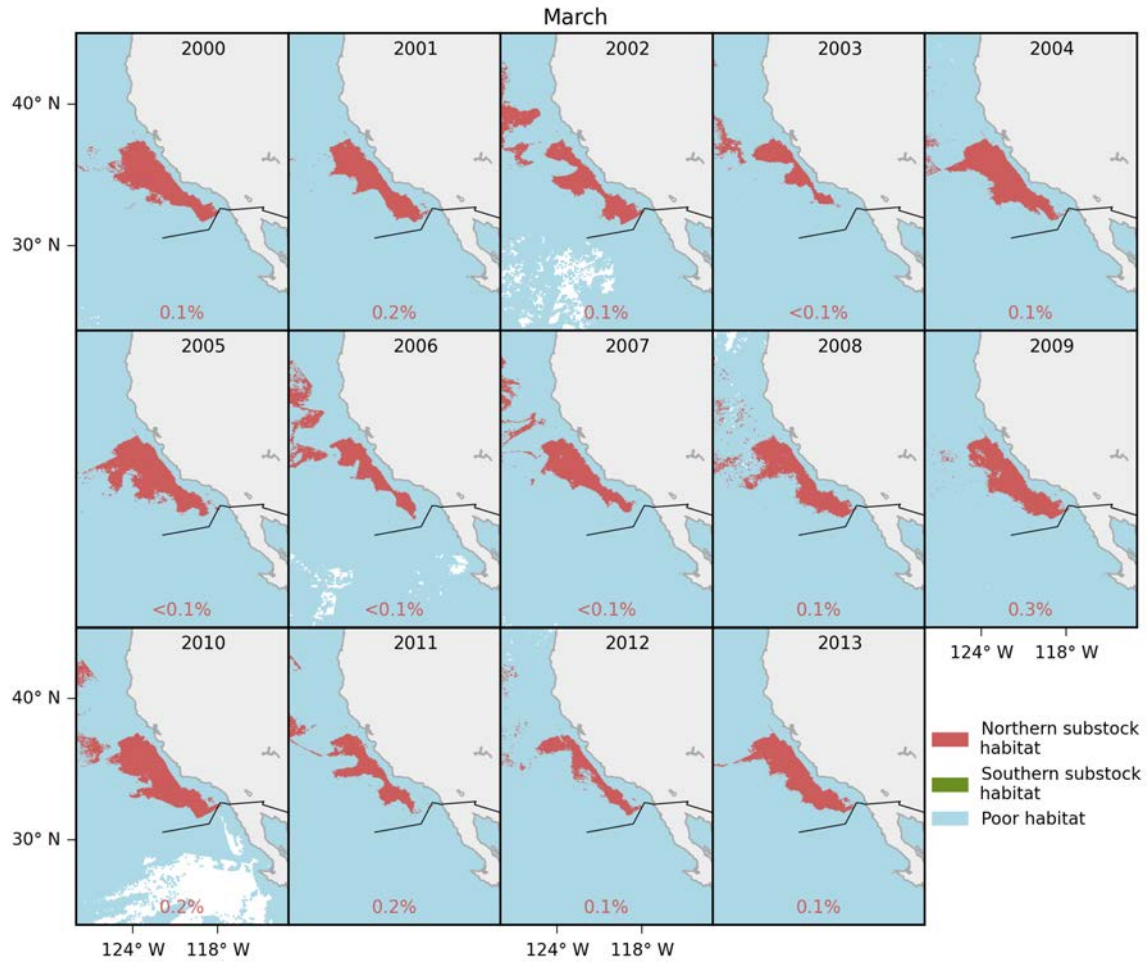 March
2000
2001
2002
2003
2004
40° N
30° N
0.1%
0.2%
0.1%
<0.1%
0.1%
2005
2006
2007
2008
2009
<0.1%
<0.1%
<0.1%
0.1%
0.3%
2010
2011
2012
2013
124° W
118° W
40° N
30° N
Northern substock
habitat
Southern substock
habitat
Poor habitat
0.2%
0.2%
0.1%
0.1%
124° W
118° W
124° W
118° W